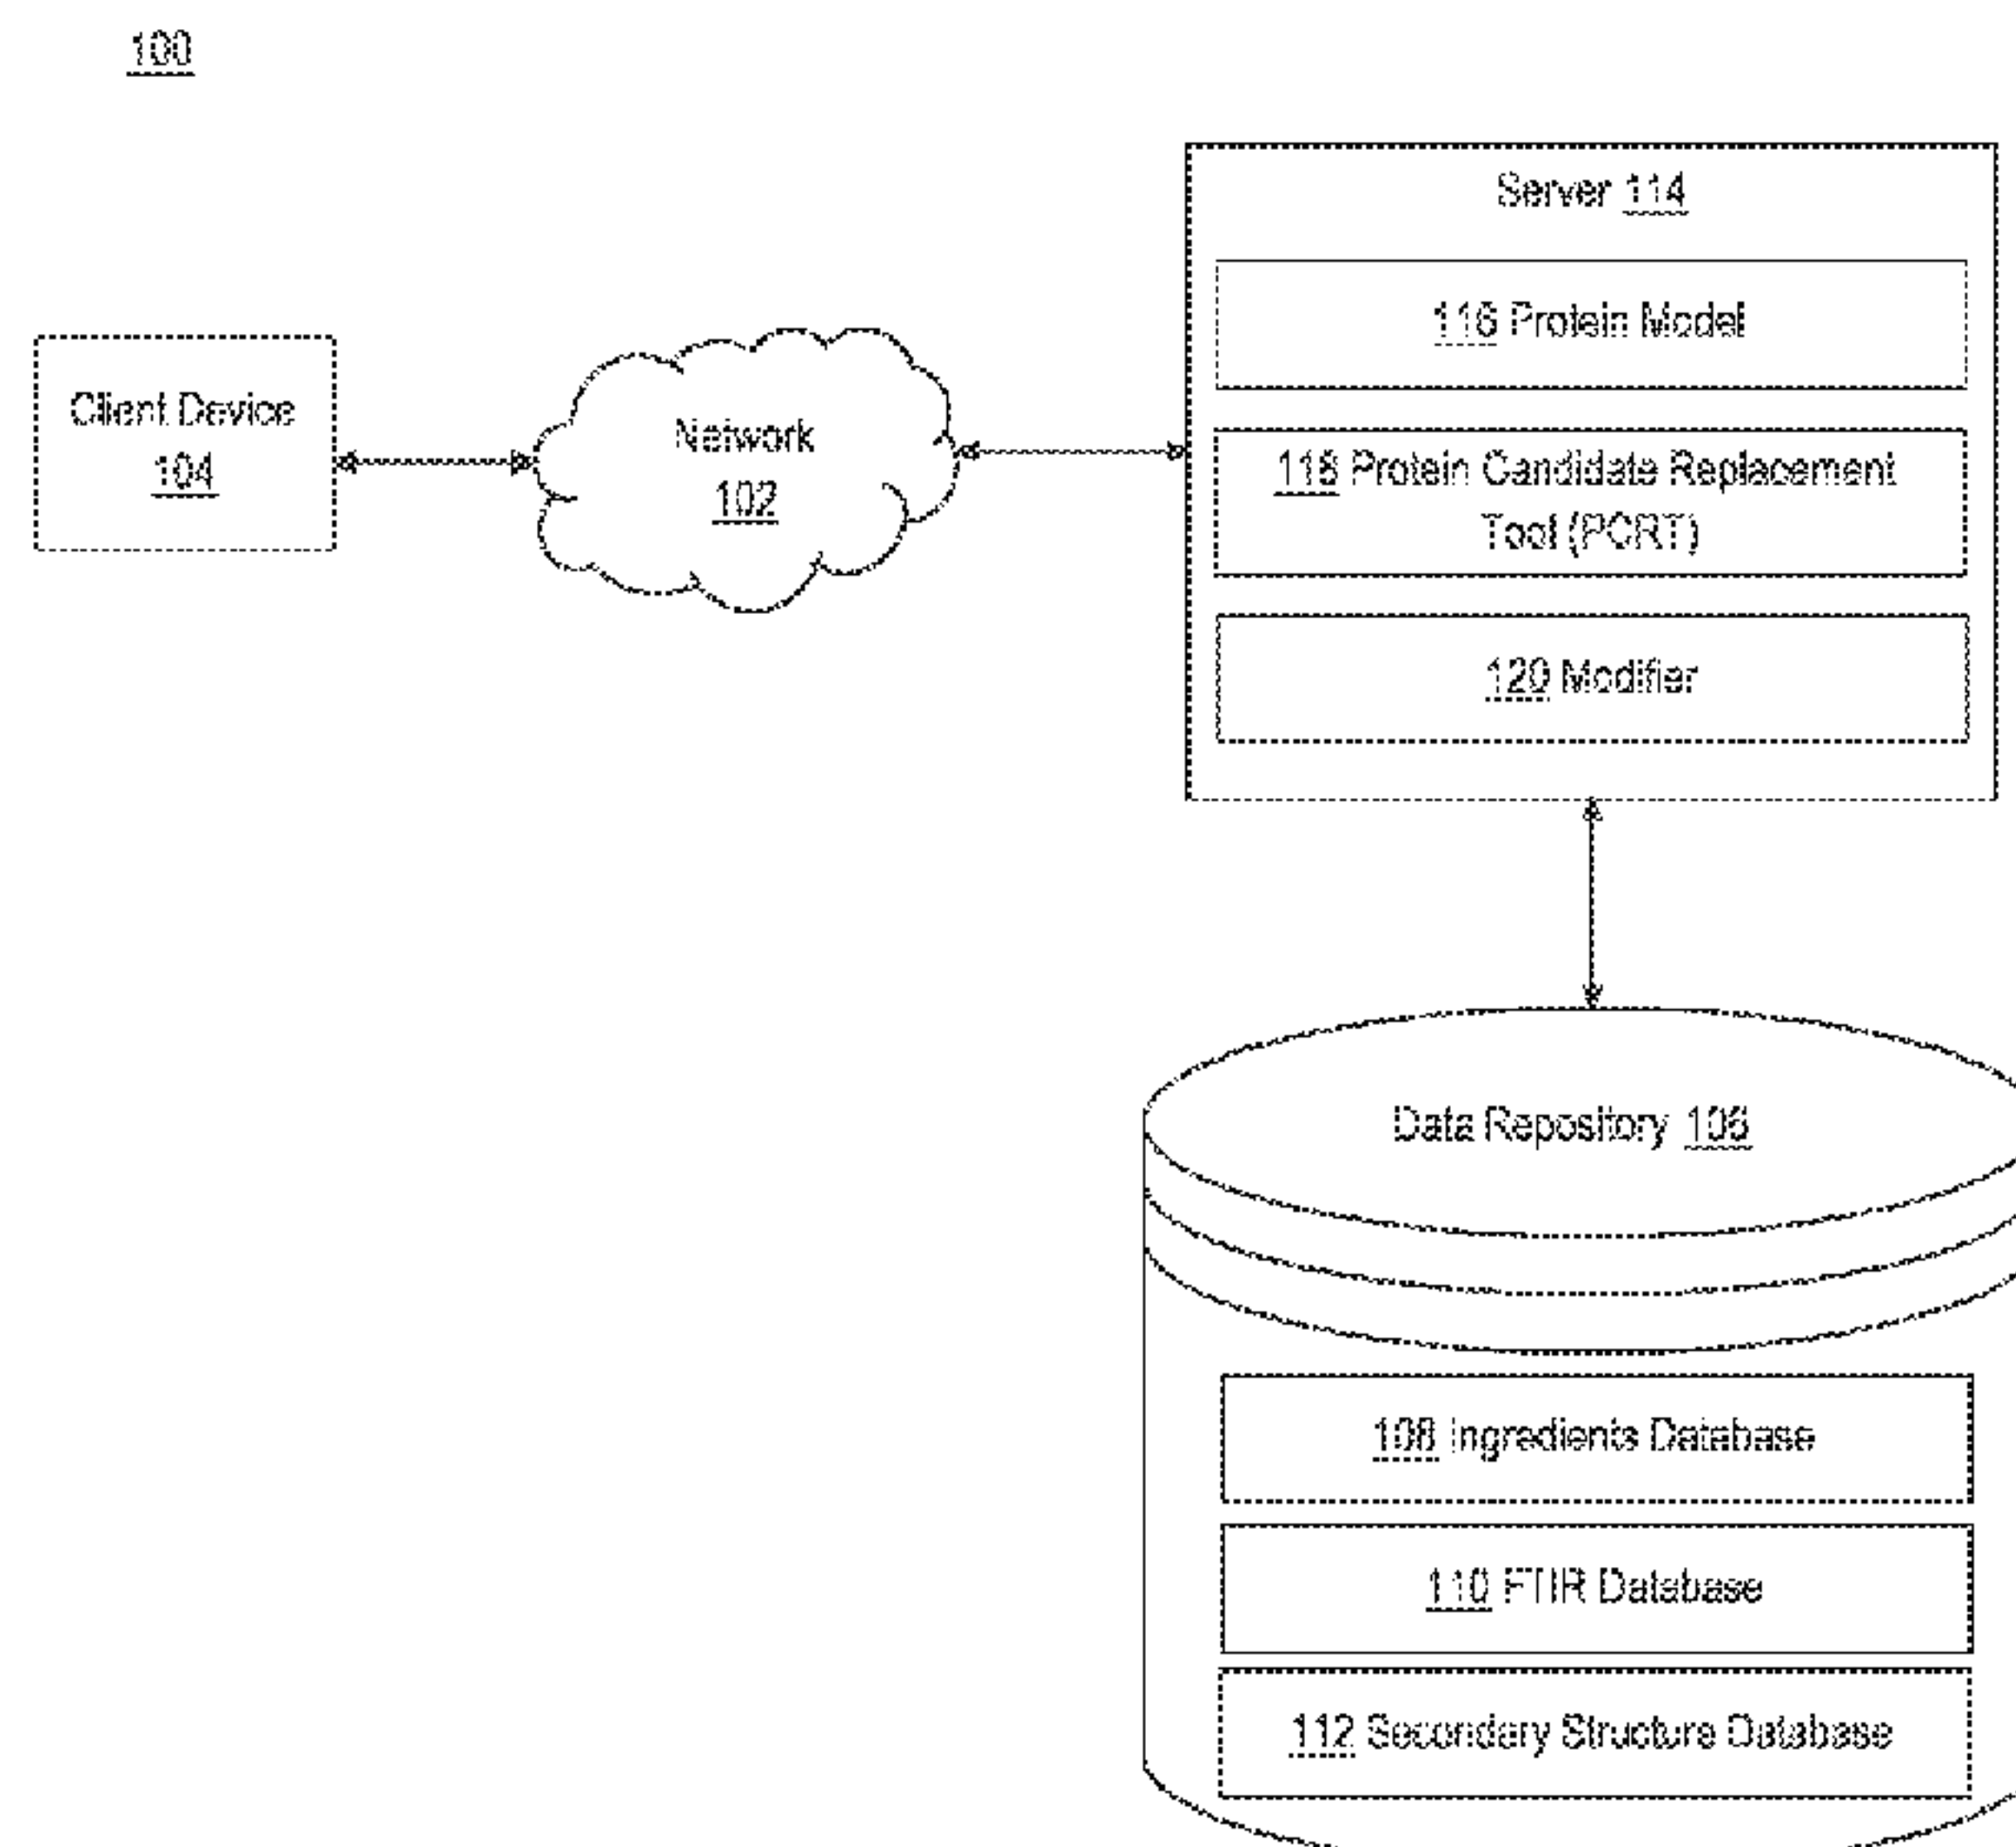 100
Server 114
116 Protein Model
Client Device
104
Network
102
118 Protein Candidate Replacement
Tool (PCRT)
120 Modifier
Data Repository 106
108 Ingredients Database
110 FTIR Database
112 Secondary Structure Database